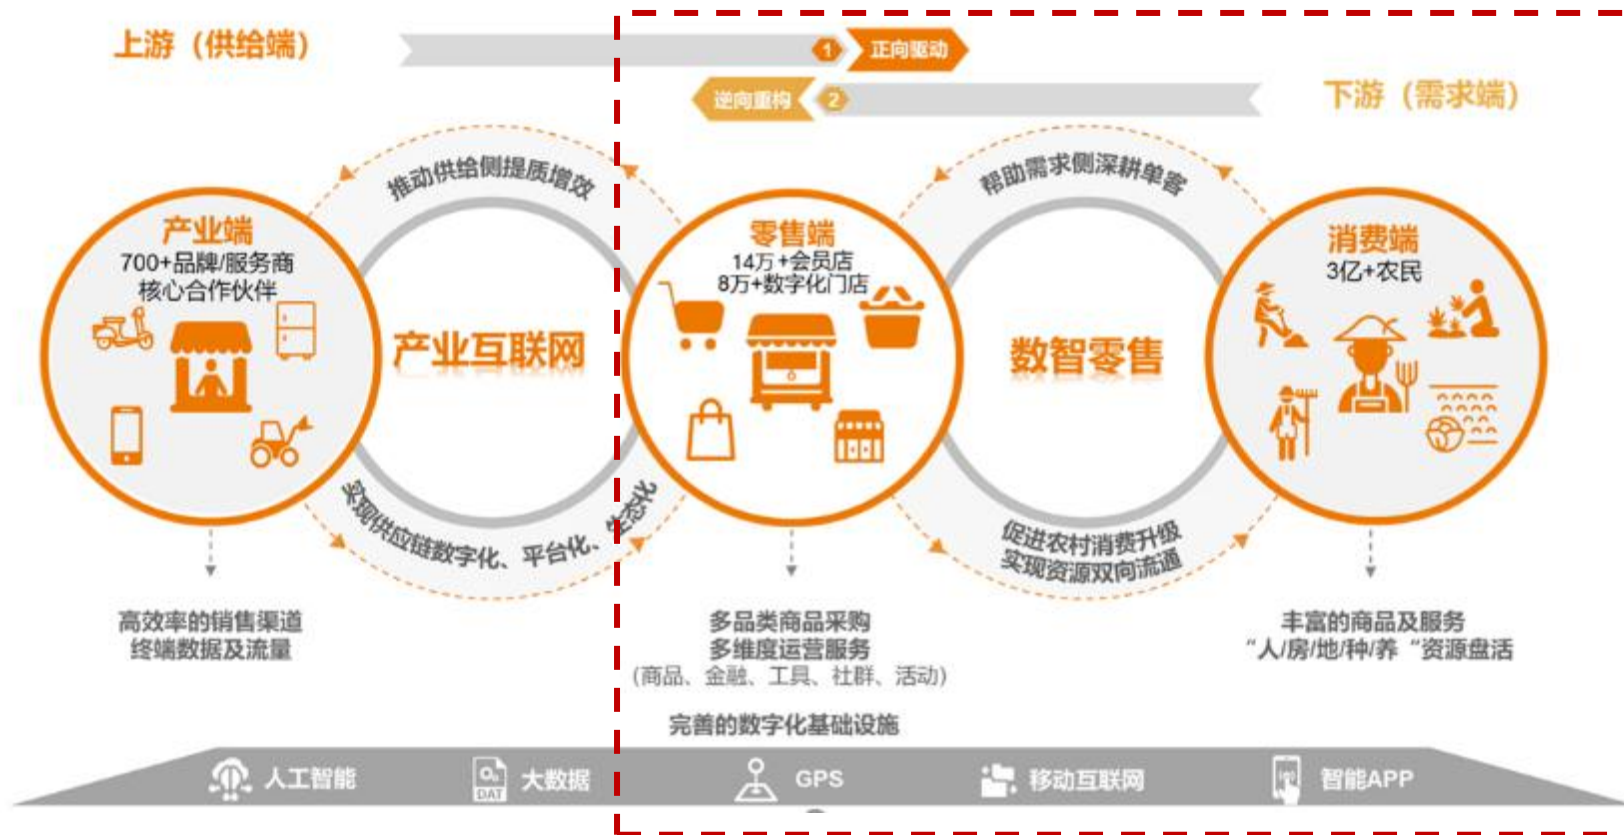 上游（供给端）
1
正向驱动
逆向重构
2
下游（需求端）
推动供给侧提质增效
帮助需求侧深耕单客
产业端
700+品牌/服务商
核心合作伙伴
零售端
14万+会员店
8万+数字化门店
消费端
3亿+农民
产业互联网
数智零售
实现供应链数字化、平台化、生态化
促进农村消费升级
实现资源双向流通
高效率的销售渠道
终端数据及流量
多品类商品采购
多维度运营服务
（商品、金融、工具、社群、活动）
丰富的商品及服务
“人/房/地/种/养“资源盘活
完善的数字化基础设施
人工智能
DAT
大数据
GPS
移动互联网
智能APP